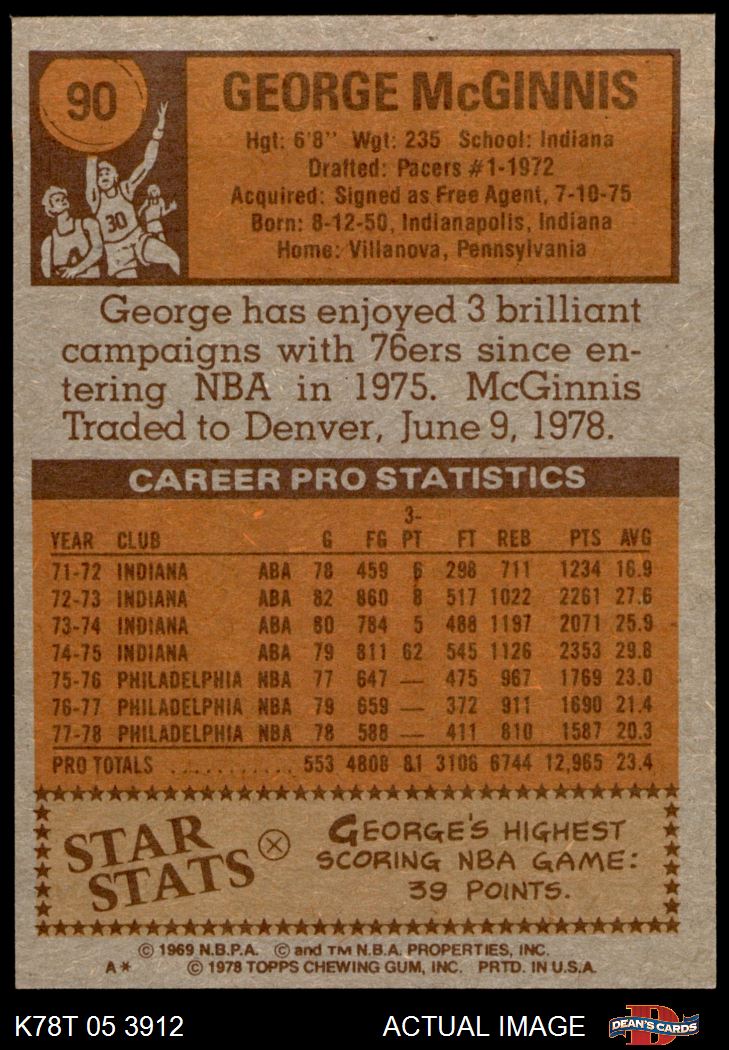 90
GEORGE McGINNIS
Hgt: 6'8" Wgt: 235 School: Indiana
Drafted: Pacers #1-1972
Acquired: Signed as Free Agent, 7-10-75
Born: 8-12-50, Indianapolis, Indiana
Home: Villanova, Pennsylvania
30
George has enjoyed 3 brilliant
campaigns with 76ers since en-
tering NBA in 1975. McGinnis
Traded to Denver, June 9, 1978.
CAREER PRO STATISTICS
YEAR CLUB G FG 3-PT FT REB PTS AVG
71-72 INDIANA ABA 78 459 6 298 711 1234 16.9
72-73 INDIANA ABA 82 860 8 517 1022 2261 27.6
73-74 INDIANA ABA 80 784 5 488 1197 2071 25.9
74-75 INDIANA ABA 79 811 62 545 1126 2353 29.8
75-76 PHILADELPHIA NBA 77 647 — 475 967 1769 23.0
76-77 PHILADELPHIA NBA 79 659 — 372 911 1690 21.4
77-78 PHILADELPHIA NBA 78 588 — 411 810 1587 20.3
PRO TOTALS ............ 553 4808 81 3106 6744 12,965 23.4
STAR
STATS
GEORGE'S HIGHEST
SCORING NBA GAME:
39 POINTS.
© 1969 N.B.P.A. © and TM N.B.A. PROPERTIES, INC.
A* © 1978 TOPPS CHEWING GUM, INC. PRTD. IN U.S.A.
K78T 05 3912 ACTUAL IMAGE DEAN'S CARDS